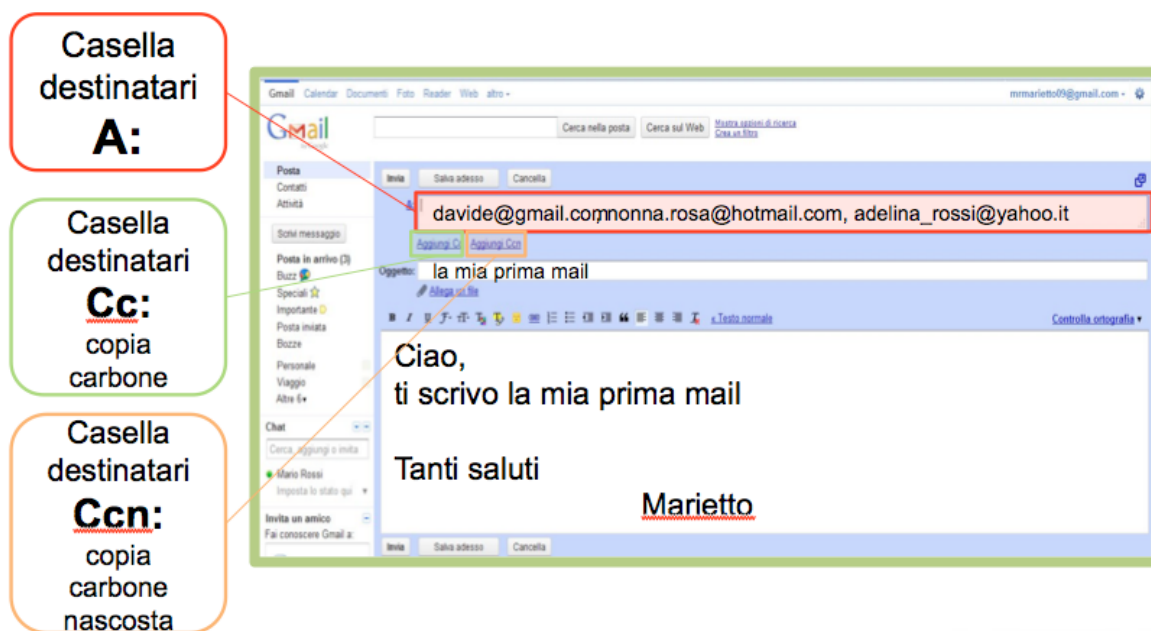 Casella
destinatari
A:
Casella
destinatari
Cc:
copia
carbone
Casella
destinatari
Ccn:
copia
carbone
nascosta
Gmail Calendar Documenti Foto Reader Web altro
mrmarietto09@gmail.com
Gmail
Cerca nella posta Cerca sul Web Mostra opzioni di ricerca
Crea un filtro
Posta
Contatti
Attività
Scrivi messaggio
Posta in arrivo (3)
Buzz
Speciali
Importante
Posta inviata
Bozze
Personale
Viaggio
Altre 6
Chat
Cerca, aggiungi o invita
Mario Rossi
Imposta lo stato qui
Invita un amico
Fai conoscere Gmail a:
Invia Salva adesso Cancella
A:
davide@gmail.com, nonna.rosa@hotmail.com, adelina_rossi@yahoo.it
Aggiungi Cc Aggiungi Ccn
Oggetto: la mia prima mail
Allega un file
« Testo normale Controlla ortografia
Ciao,
ti scrivo la mia prima mail
Tanti saluti
Marietto
Invia Salva adesso Cancella